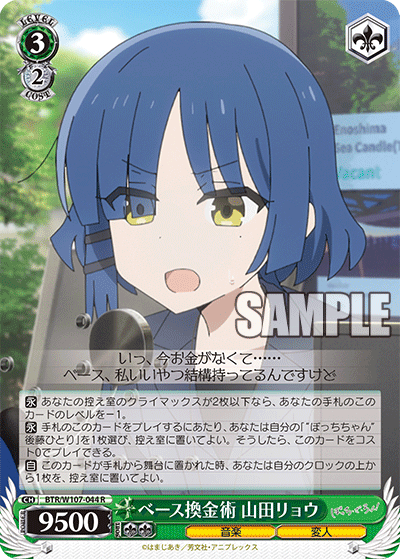 LEVEL
3
2
COST
Enoshima
Sea Candle(T
Vacant
SAMPLE
いっ、今お金がなくて……
ベース、私いいやつ結構持ってるんですけど
永 あなたの控え室のクライマックスが2枚以下なら、あなたの手札のこのカードのレベルを－1。
永 手札のこのカードをプレイするにあたり、あなたは自分の“ぼっちちゃん”後藤ひとり”を1枚選び、控え室に置いてよい。そうしたら、このカードをコスト0でプレイできる。
自 このカードが手札から舞台に置かれた時、あなたは自分のクロックの上から1枚を、控え室に置いてよい。
CH BTR/W107-044 R
9500
ベース換金術 山田リョウ
ぼっち・ざ・ろっく!
音楽
変人
©はまじあき／芳文社・アニプレックス